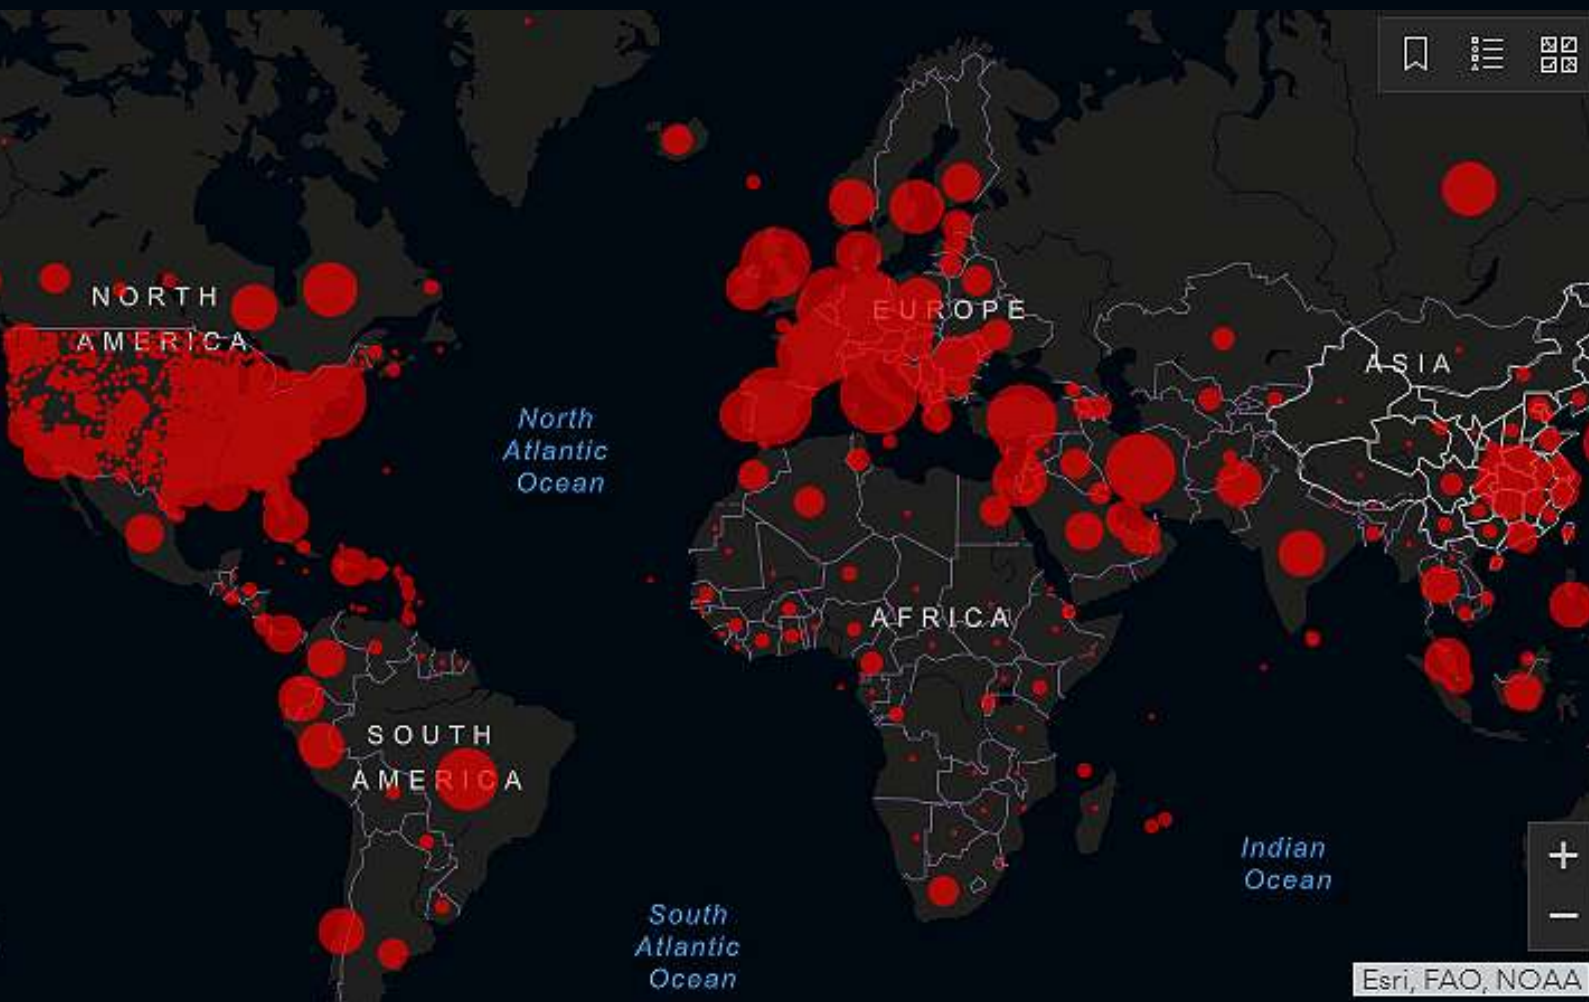 NORTH
AMERICA
EUROPE
ASIA
North
Atlantic
Ocean
AFRICA
SOUTH
AMERICA
Indian
Ocean
South
Atlantic
Ocean
+
−
Esri, FAO, NOAA